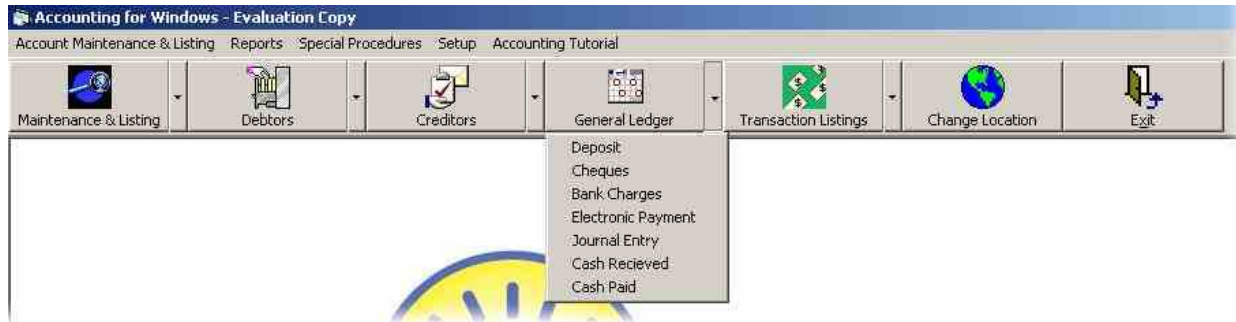 Accounting for Windows - Evaluation Copy
Account Maintenance & Listing Reports Special Procedures Setup Accounting Tutorial
Maintenance & Listing Debtors Creditors General Ledger Transaction Listings Change Location Exit
Deposit
Cheques
Bank Charges
Electronic Payment
Journal Entry
Cash Recieved
Cash Paid